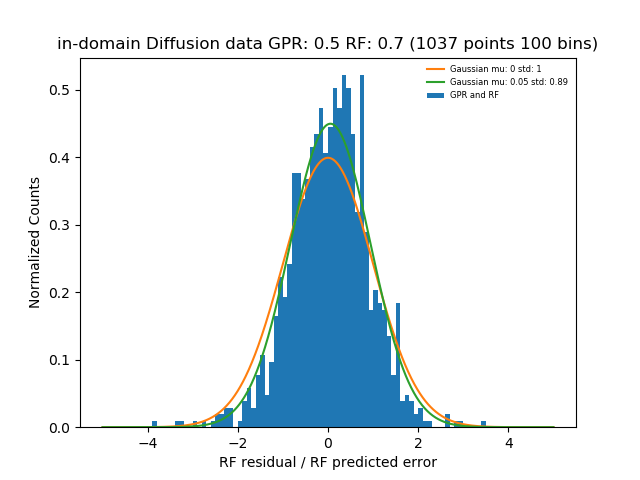 in-domain Diffusion data GPR: 0.5 RF: 0.7 (1037 points 100 bins)
Gaussian mu: 0 std: 1
Gaussian mu: 0.05 std: 0.89
GPR and RF
Normalized Counts
0.5
0.4
0.3
0.2
0.1
0.0
−4
−2
0
2
4
RF residual / RF predicted error